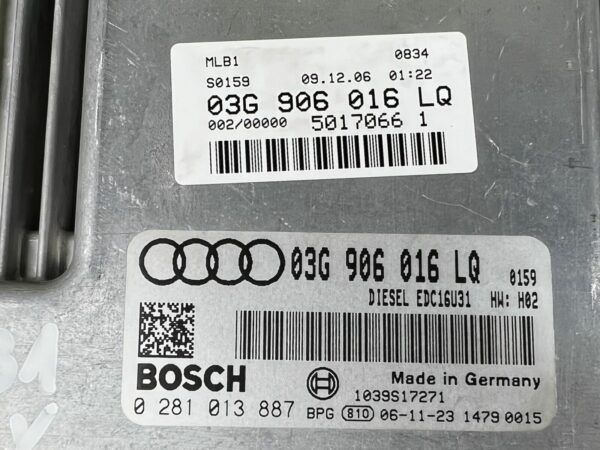 MLB1 0834
S0159 09.12.06 01:22
03G 906 016 LQ
002/00000 5017066 1
03G 906 016 LQ 0159
DIESEL EDC16U31 HW: H02
BOSCH Made in Germany
1039S17271
0 281 013 887 BPG 810 06-11-23 1479 0015